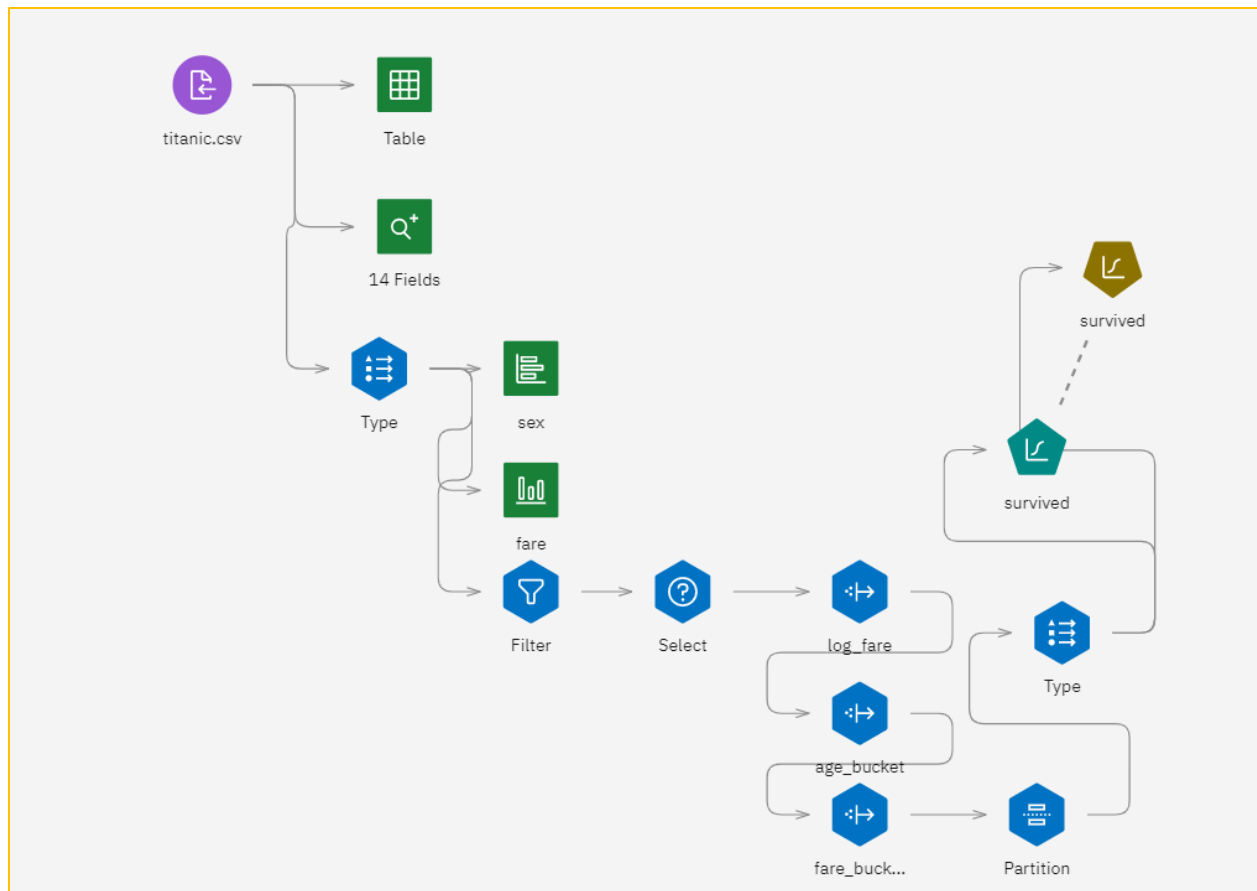 titanic.csv
Table
14 Fields
survived
Type
sex
survived
fare
Filter
Select
log_fare
Type
age_bucket
fare_buck...
Partition